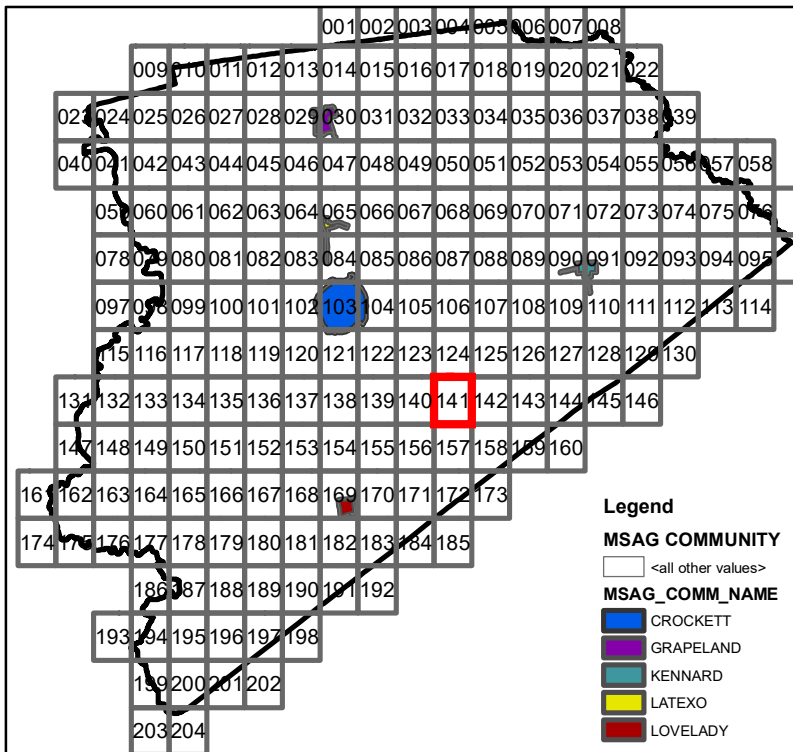 001 002 003 004 005 006 007 008
009 010 011 012 013 014 015 016 017 018 019 020 021 022
023 024 025 026 027 028 029 030 031 032 033 034 035 036 037 038 039
040 041 042 043 044 045 046 047 048 049 050 051 052 053 054 055 056 057 058
059 060 061 062 063 064 065 066 067 068 069 070 071 072 073 074 075 076
078 079 080 081 082 083 084 085 086 087 088 089 090 091 092 093 094 095
097 098 099 100 101 102 103 104 105 106 107 108 109 110 111 112 113 114
115 116 117 118 119 120 121 122 123 124 125 126 127 128 129 130
131 132 133 134 135 136 137 138 139 140 141 142 143 144 145 146
147 148 149 150 151 152 153 154 155 156 157 158 159 160
161 162 163 164 165 166 167 168 169 170 171 172 173
174 175 176 177 178 179 180 181 182 183 184 185
186 187 188 189 190 191 192
193 194 195 196 197 198
199 200 201 202
203 204
Legend
MSAG COMMUNITY
<all other values>
MSAG_COMM_NAME
CROCKETT
GRAPELAND
KENNARD
LATEXO
LOVELADY